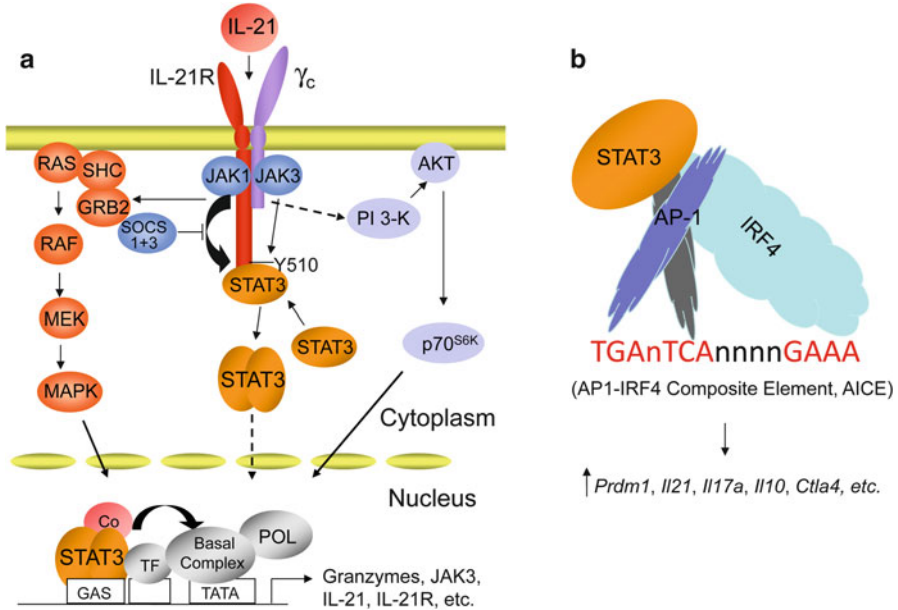 a
IL-21
IL-21R
γc
RAS
SHC
GRB2
JAK1
JAK3
AKT
SOCS
1+3
PI 3-K
RAF
Y510
STAT3
MEK
STAT3
p70S6K
STAT3
MAPK
Cytoplasm
Nucleus
Co
STAT3
TF
Basal
Complex
POL
GAS
TATA
Granzymes, JAK3,
IL-21, IL-21R, etc.
b
STAT3
AP-1
IRF4
TGAnTCAnnnnGAAA
(AP1-IRF4 Composite Element, AICE)
Prdm1, Il21, Il17a, Il10, Ctla4, etc.